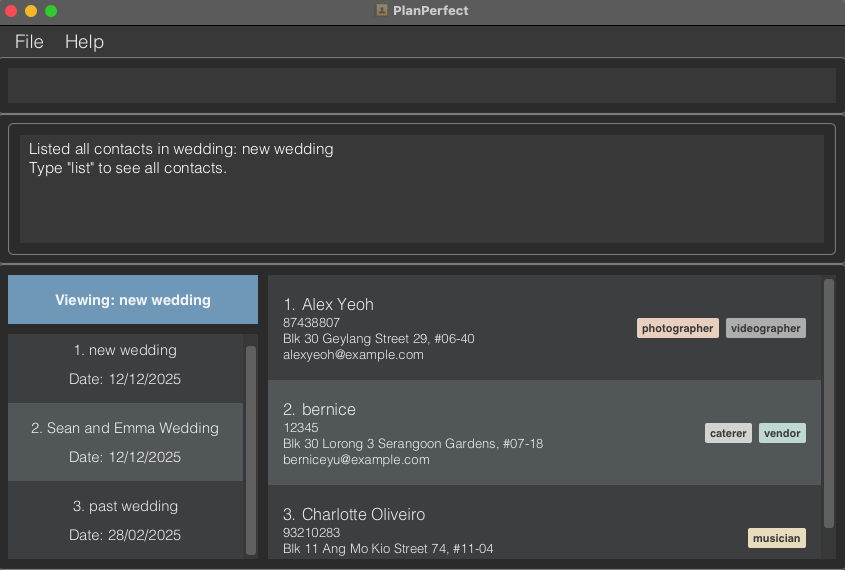 PlanPerfect
File Help
Listed all contacts in wedding: new wedding
Type "list" to see all contacts.
Viewing: new wedding
1. new wedding
Date: 12/12/2025
2. Sean and Emma Wedding
Date: 12/12/2025
3. past wedding
Date: 28/02/2025
1. Alex Yeoh
87438807
Blk 30 Geylang Street 29, #06-40
alexyeoh@example.com
photographer videographer
2. bernice
12345
Blk 30 Lorong 3 Serangoon Gardens, #07-18
berniceyu@example.com
caterer vendor
3. Charlotte Oliveiro
93210283
Blk 11 Ang Mo Kio Street 74, #11-04
musician